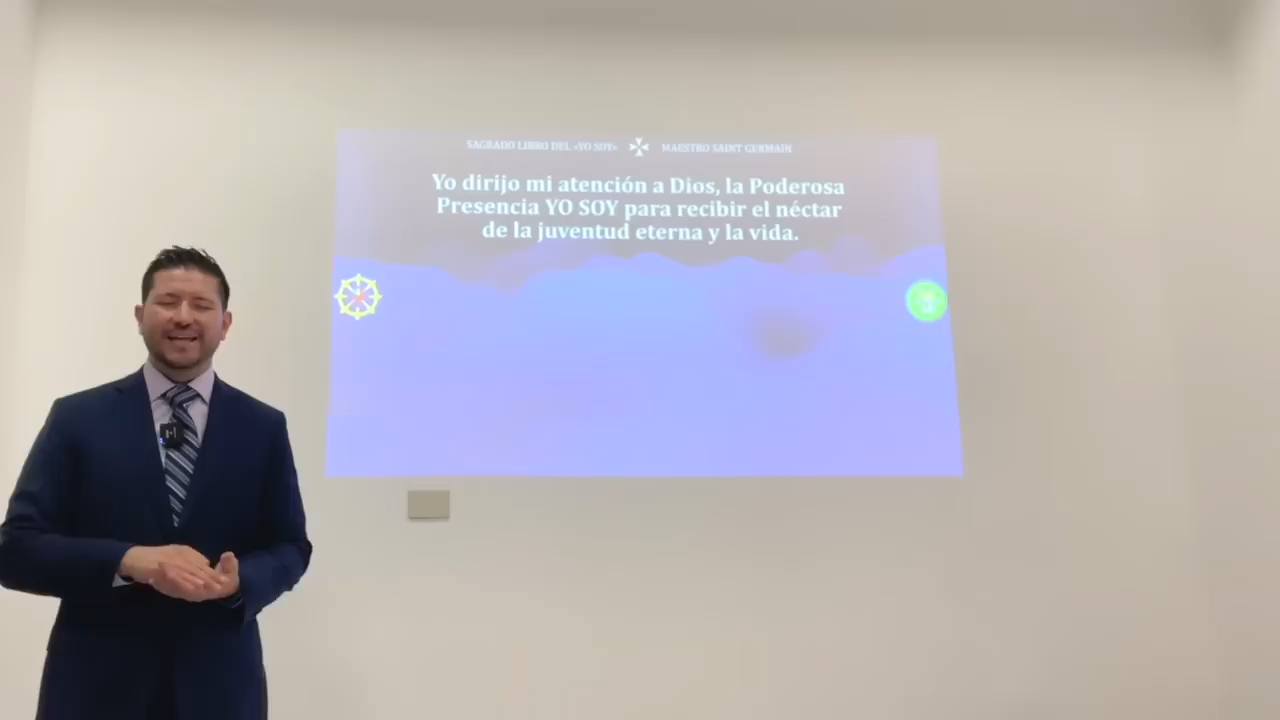 SAGRADO LIBRO DEL «YO SOY» MAESTRO SAINT GERMAIN
Yo dirijo mi atención a Dios, la Poderosa
Presencia YO SOY para recibir el néctar
de la juventud eterna y la vida.